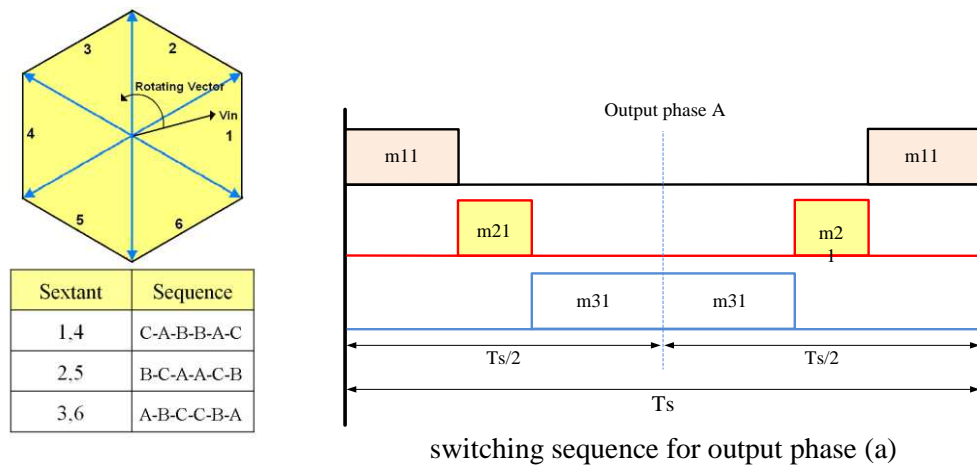 3
2
Rotating Vector
Vin
4
1
5
6
Sextant Sequence
1,4 C-A-B-B-A-C
2,5 B-C-A-A-C-B
3,6 A-B-C-C-B-A
Output phase A
m11 m11
m21 m2
1
m31 m31
Ts/2 Ts/2
Ts
switching sequence for output phase (a)